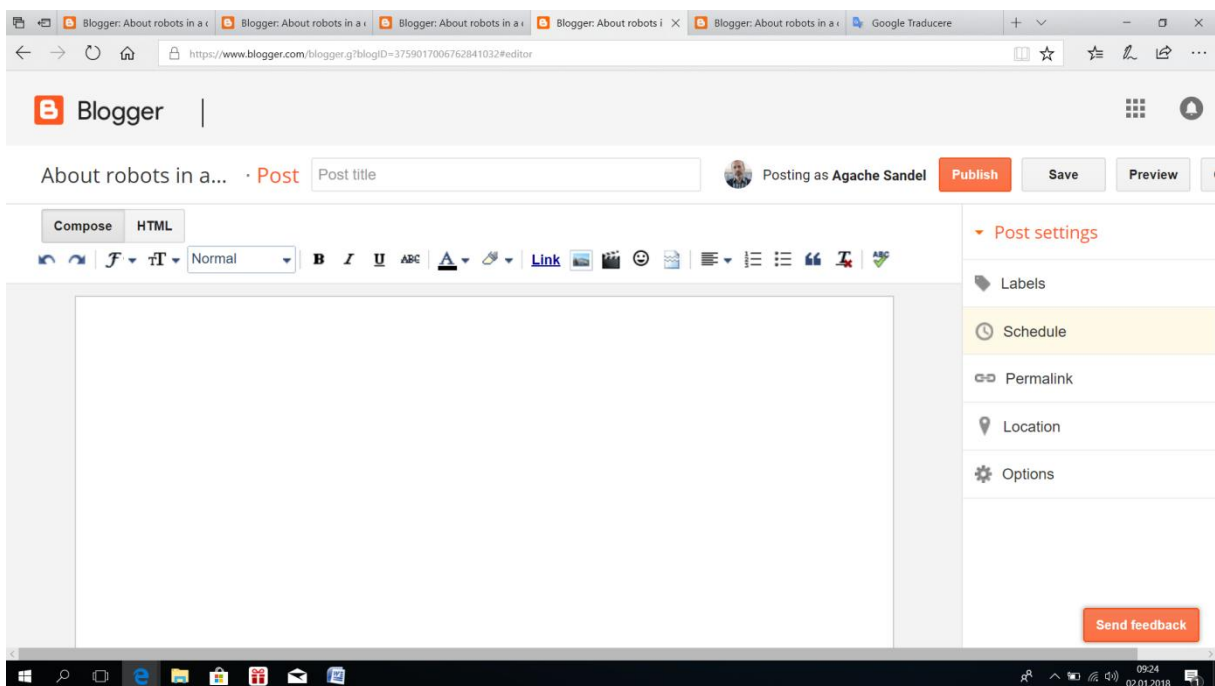 Blogger: About robots in a c
Blogger: About robots in a c
Blogger: About robots in a c
Blogger: About robots i
Blogger: About robots in a c
Google Traducere
https://www.blogger.com/blogger.g?blogID=3759017006762841032#editor
Blogger
About robots in a... · Post Post title Posting as Agache Sandel Publish Save Preview
Compose HTML
Normal B I U ABC A Link ABC
Post settings
Labels
Schedule
Permalink
Location
Options
Send feedback
09:24
02.01.2018